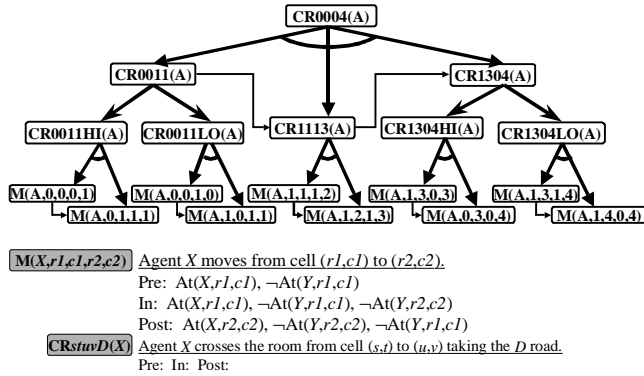 CR0004(A)
CR0011(A) CR1304(A)
CR0011HI(A) CR0011LO(A) CR1113(A) CR1304HI(A) CR1304LO(A)
M(A,0,0,0,1) M(A,0,0,1,0) M(A,1,1,1,2) M(A,1,3,0,3) M(A,1,3,1,4)
M(A,0,1,1,1) M(A,1,0,1,1) M(A,1,2,1,3) M(A,0,3,0,4) M(A,1,4,0,4)
M(X,r1,c1,r2,c2) Agent X moves from cell (r1,c1) to (r2,c2).
Pre: At(X,r1,c1), ¬At(Y,r1,c1)
In: At(X,r1,c1), ¬At(Y,r1,c1), ¬At(Y,r2,c2)
Post: At(X,r2,c2), ¬At(Y,r2,c2), ¬At(Y,r1,c1)
CRstuvD(X) Agent X crosses the room from cell (s,t) to (u,v) taking the D road.
Pre: In: Post: